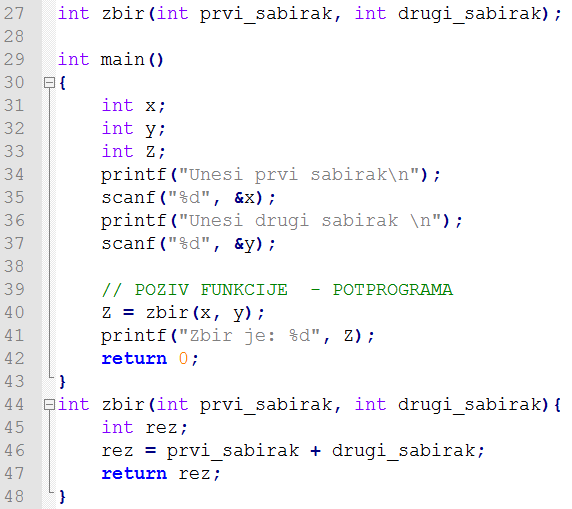 27 int zbir(int prvi_sabirak, int drugi_sabirak);
28
29 int main()
30 {
31     int x;
32     int y;
33     int Z;
34     printf("Unesi prvi sabirak\n");
35     scanf("%d", &x);
36     printf("Unesi drugi sabirak \n");
37     scanf("%d", &y);
38
39     // POZIV FUNKCIJE  - POTPROGRAMA
40     Z = zbir(x, y);
41     printf("Zbir je: %d", Z);
42     return 0;
43 }
44 int zbir(int prvi_sabirak, int drugi_sabirak){
45     int rez;
46     rez = prvi_sabirak + drugi_sabirak;
47     return rez;
48 }